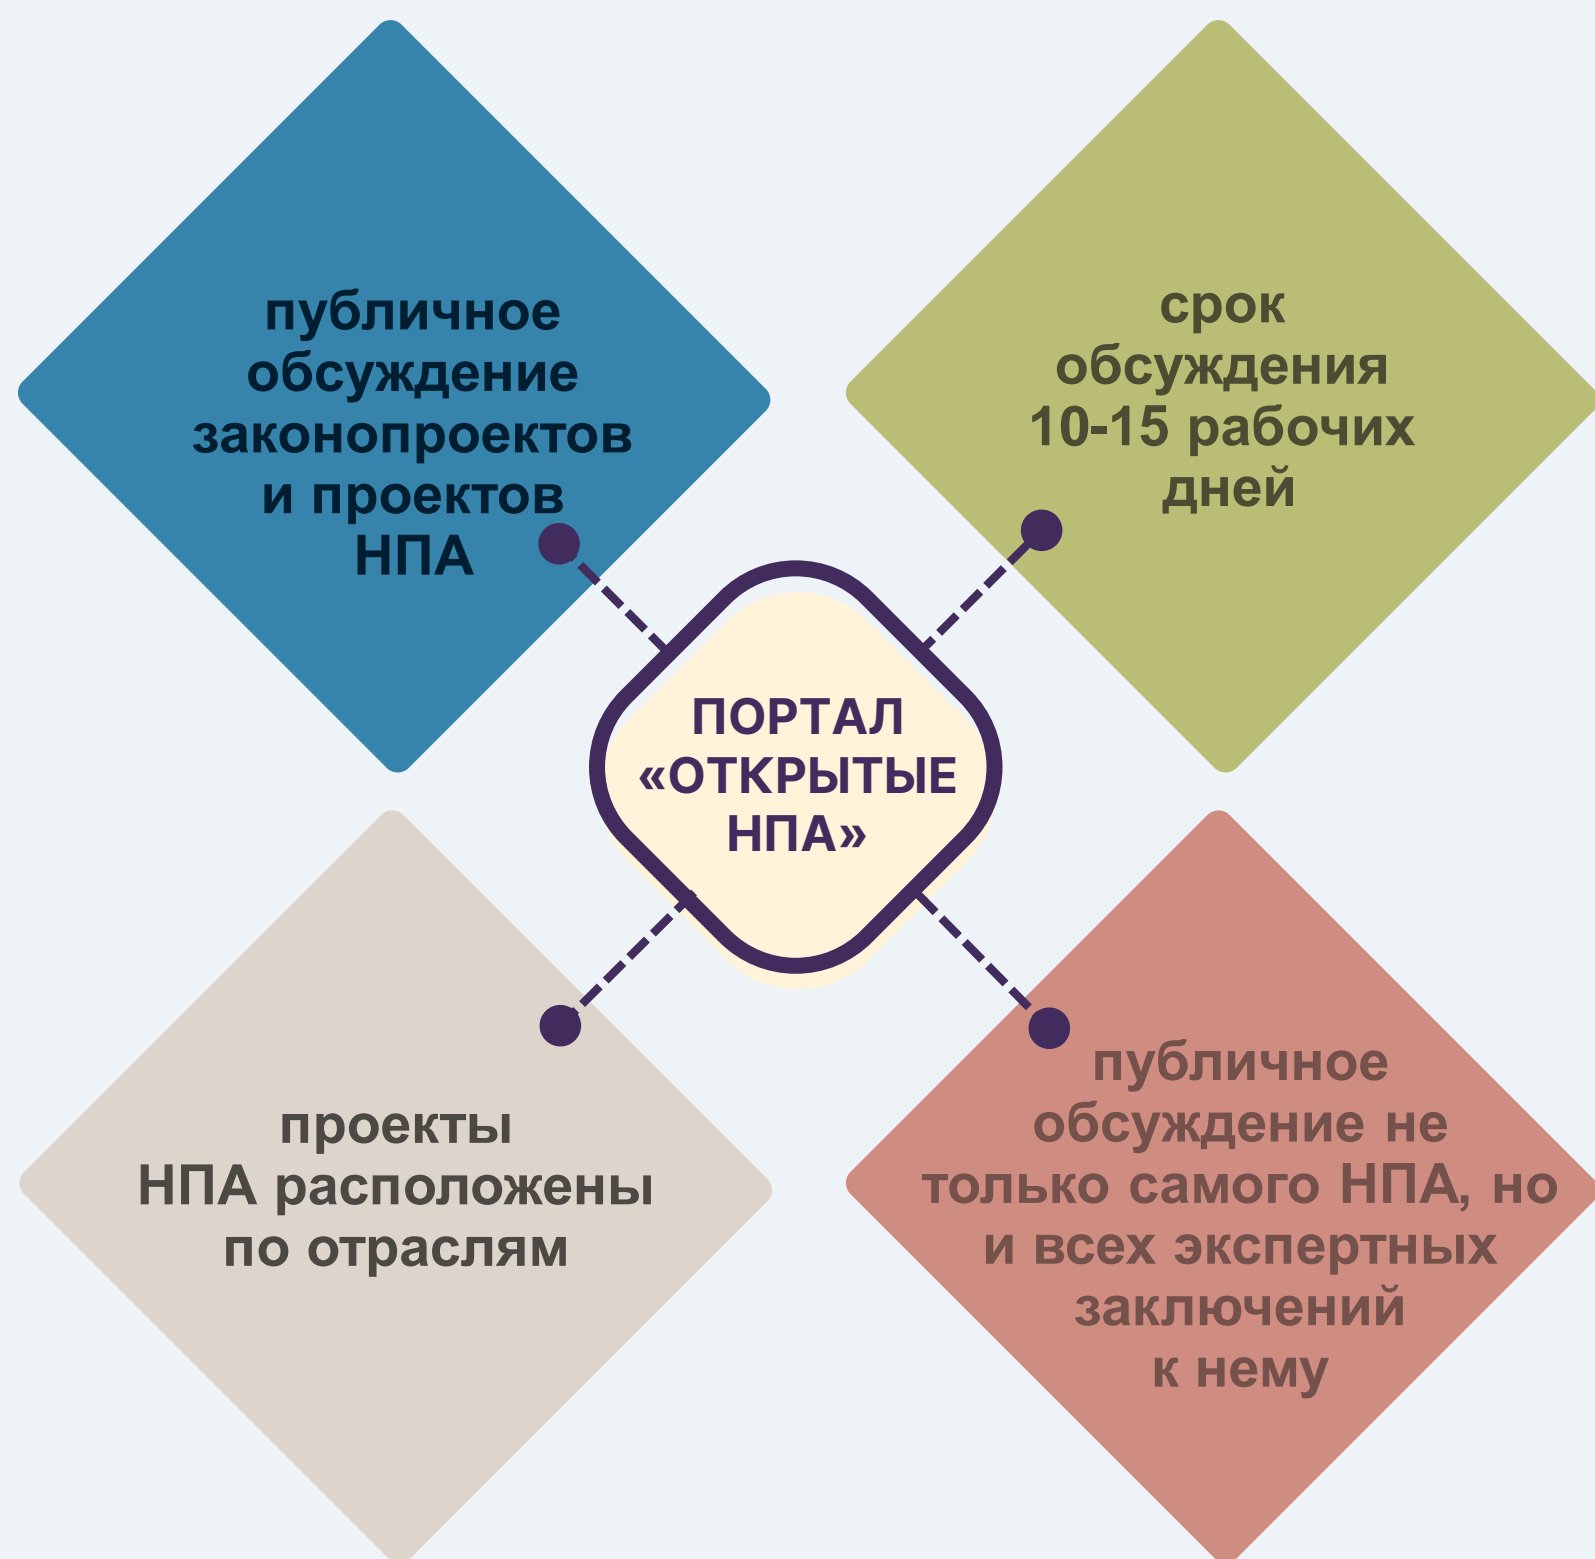 публичное
обсуждение
законопроектов
и проектов
НПА
срок
обсуждения
10-15 рабочих
дней
ПОРТАЛ
«ОТКРЫТЫЕ
НПА»
проекты
НПА расположены
по отраслям
публичное
обсуждение не
только самого НПА, но
и всех экспертных
заключений
к нему